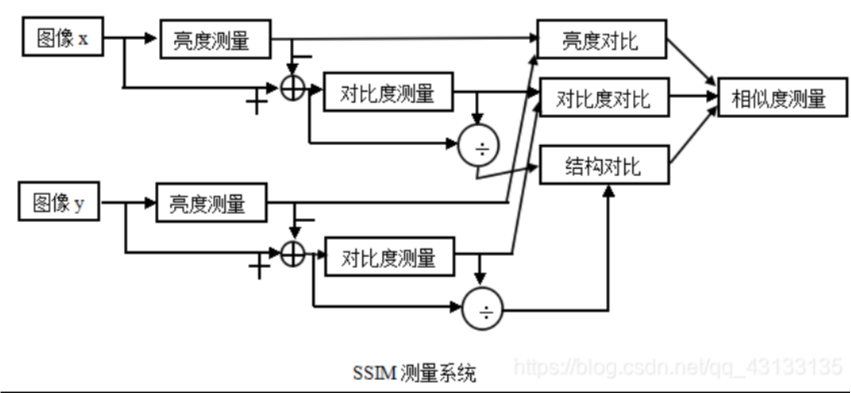 图像 x
亮度测量
亮度对比
对比度测量
对比度对比
相似度测量
÷
结构对比
图像 y
亮度测量
对比度测量
÷
SSIM 测量系统
https://blog.csdn.net/qq_43133135